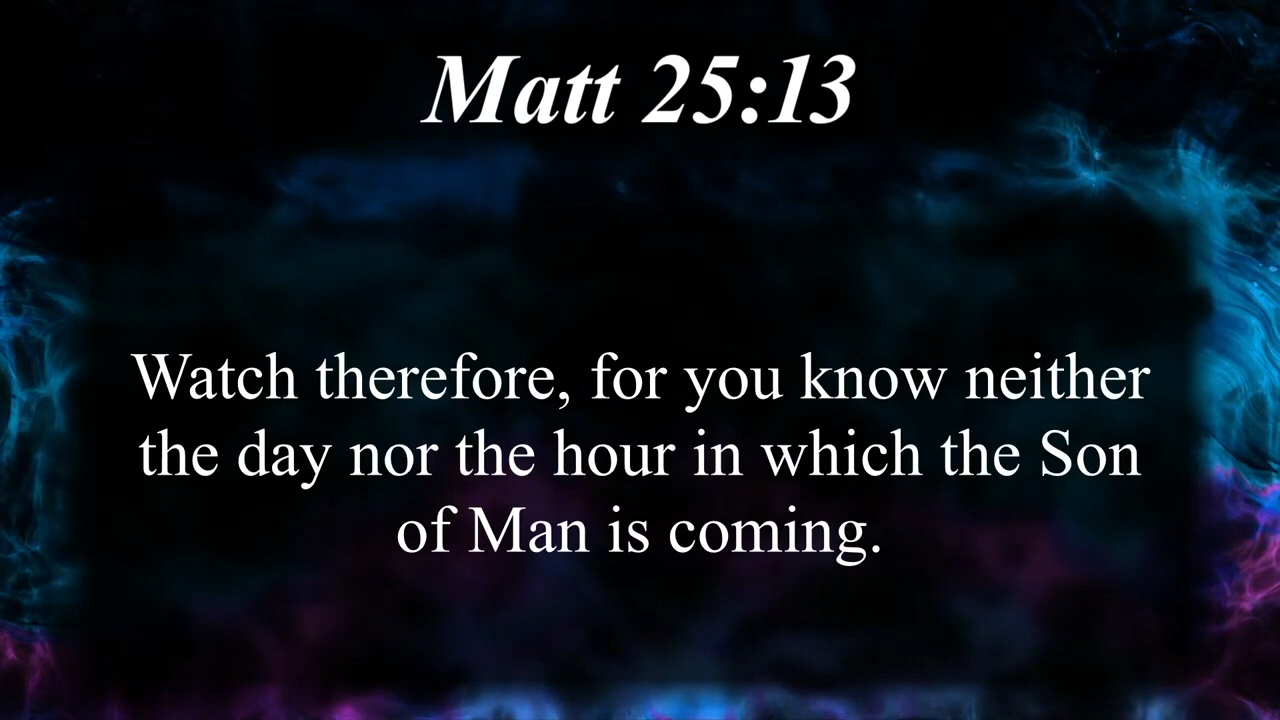 Matt 25:13
Watch therefore, for you know neither
the day nor the hour in which the Son
of Man is coming.